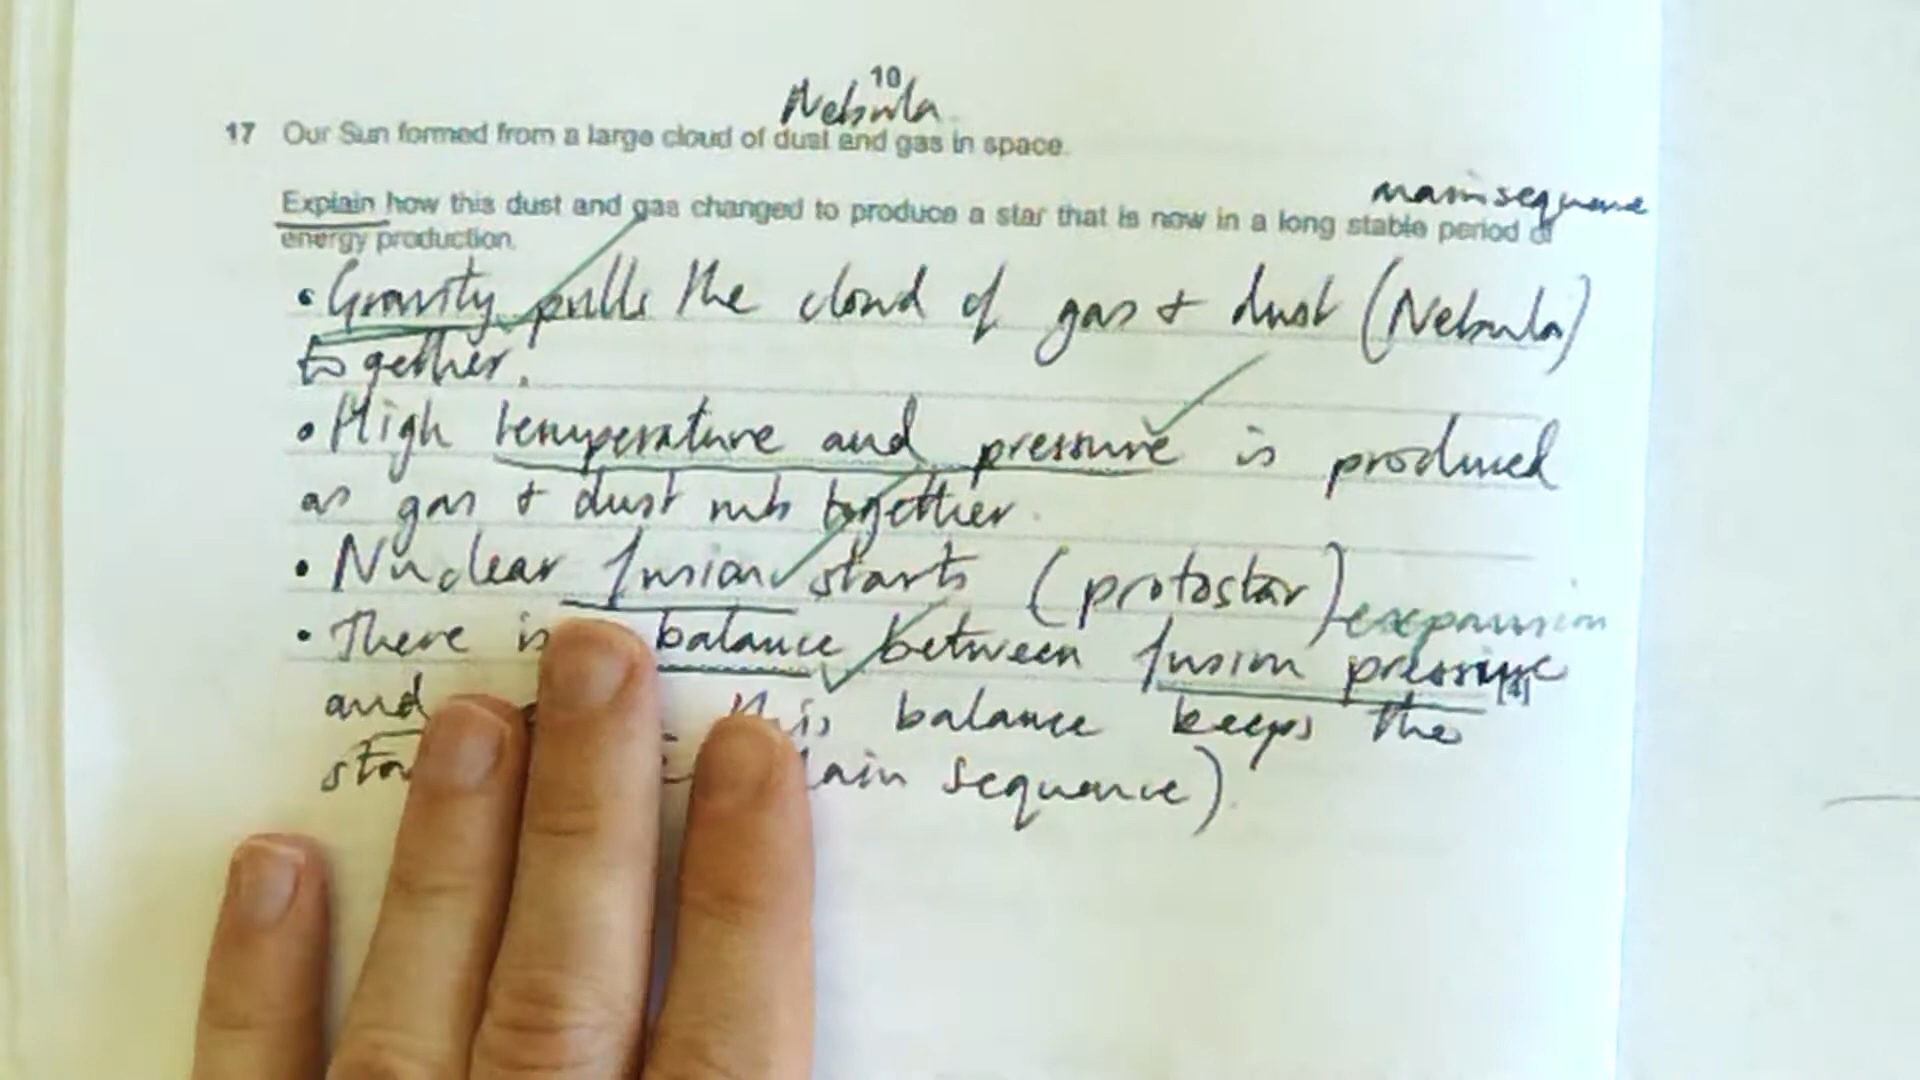 10
Nebula
17 Our Sun formed from a large cloud of dust and gas in space.
main sequence
Explain how this dust and gas changed to produce a star that is now in a long stable period of
energy production.
• Gravity pulls the cloud of gas + dust (Nebula)
together.
• High temperature and pressure is produced
as gas + dust rub together.
• Nuclear fusion starts (protostar)
expansion
• There is balance between fusion pressure
[4]
and this balance keeps the
sequence).